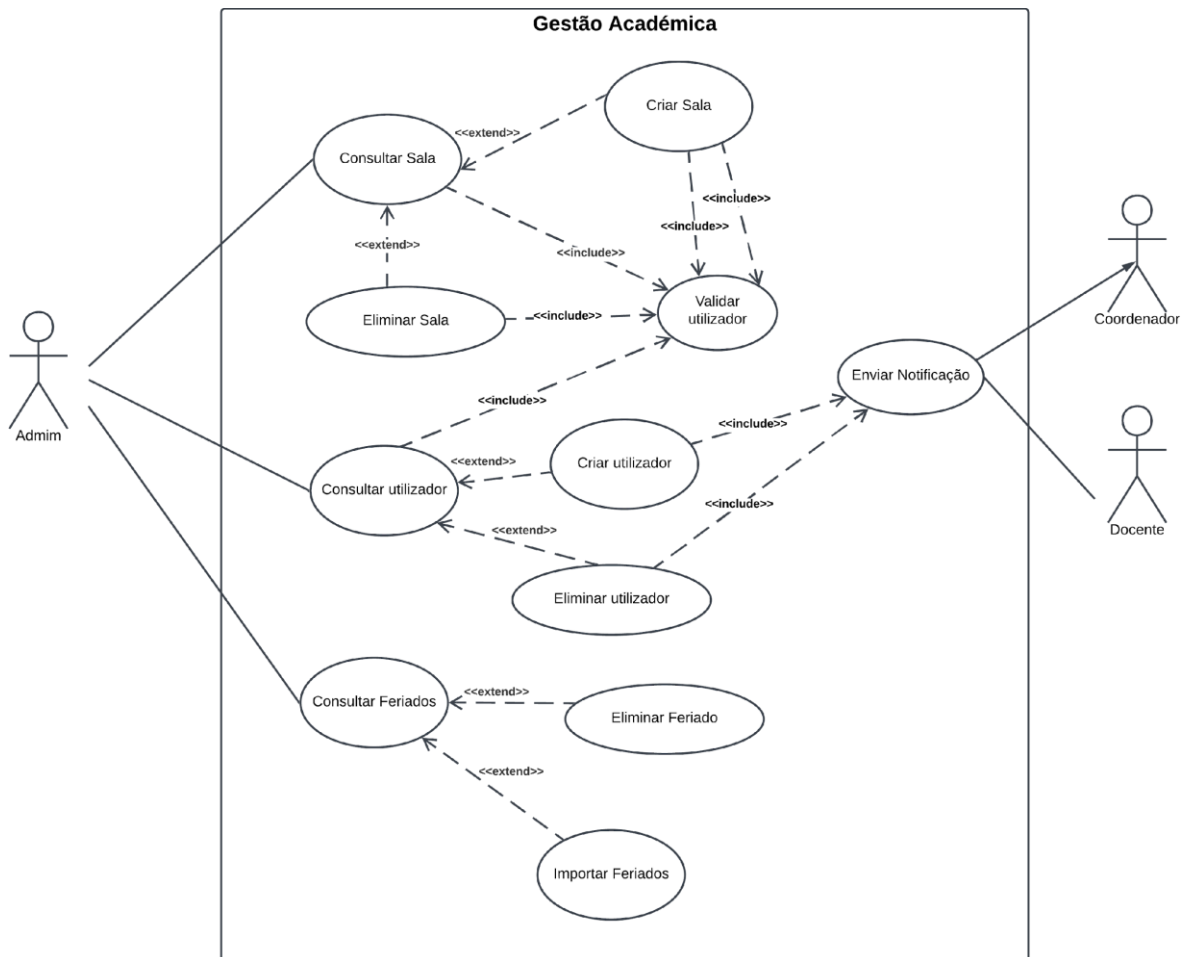 Gestão Académica
Criar Sala
<<extend>>
Consultar Sala
<<include>>
<<include>>
<<extend>>
<<include>>
Validar
utilizador
Eliminar Sala
<<include>>
Coordenador
Enviar Notificação
Admim
<<include>>
<<include>>
Criar utilizador
<<extend>>
Consultar utilizador
<<include>>
<<extend>>
Docente
Eliminar utilizador
Consultar Feriados
<<extend>>
Eliminar Feriado
<<extend>>
Importar Feriados